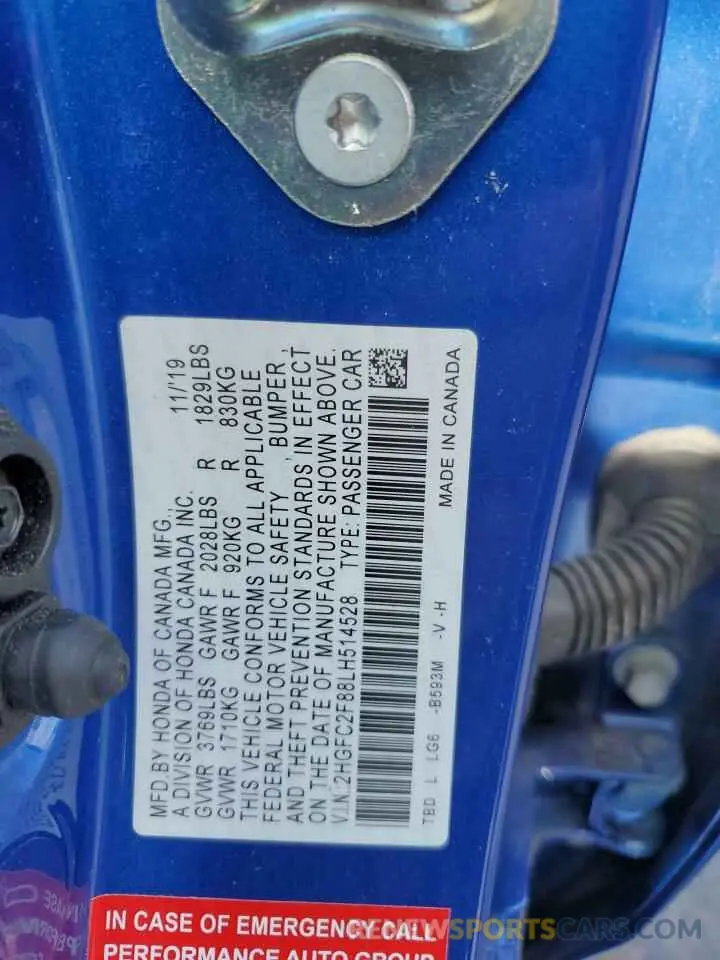 MFD.BY HONDA OF CANADA MFG., 11/'19
A DIVISION OF HONDA CANADA INC.
GVWR 3769LBS GAWR F 2028LBS R 1829LBS
GVWR 1710KG GAWR F 920KG R 830KG
THIS VEHICLE CONFORMS TO ALL APPLICABLE
FEDERAL MOTOR VEHICLE SAFETY , BUMPER ,
AND THEFT PREVENTION STANDARDS IN EFFECT
ON THE DATE OF MANUFACTURE SHOWN ABOVE.
V.I.N.:2HGFC2F88LH514528 TYPE: PASSENGER CAR
TBD L LG6 -B593M -V -H MADE IN CANADA
IN CASE OF EMERGENCY CALL
PERFORMANCE AUTO GROUP
NEWSPORTSCARS.COM